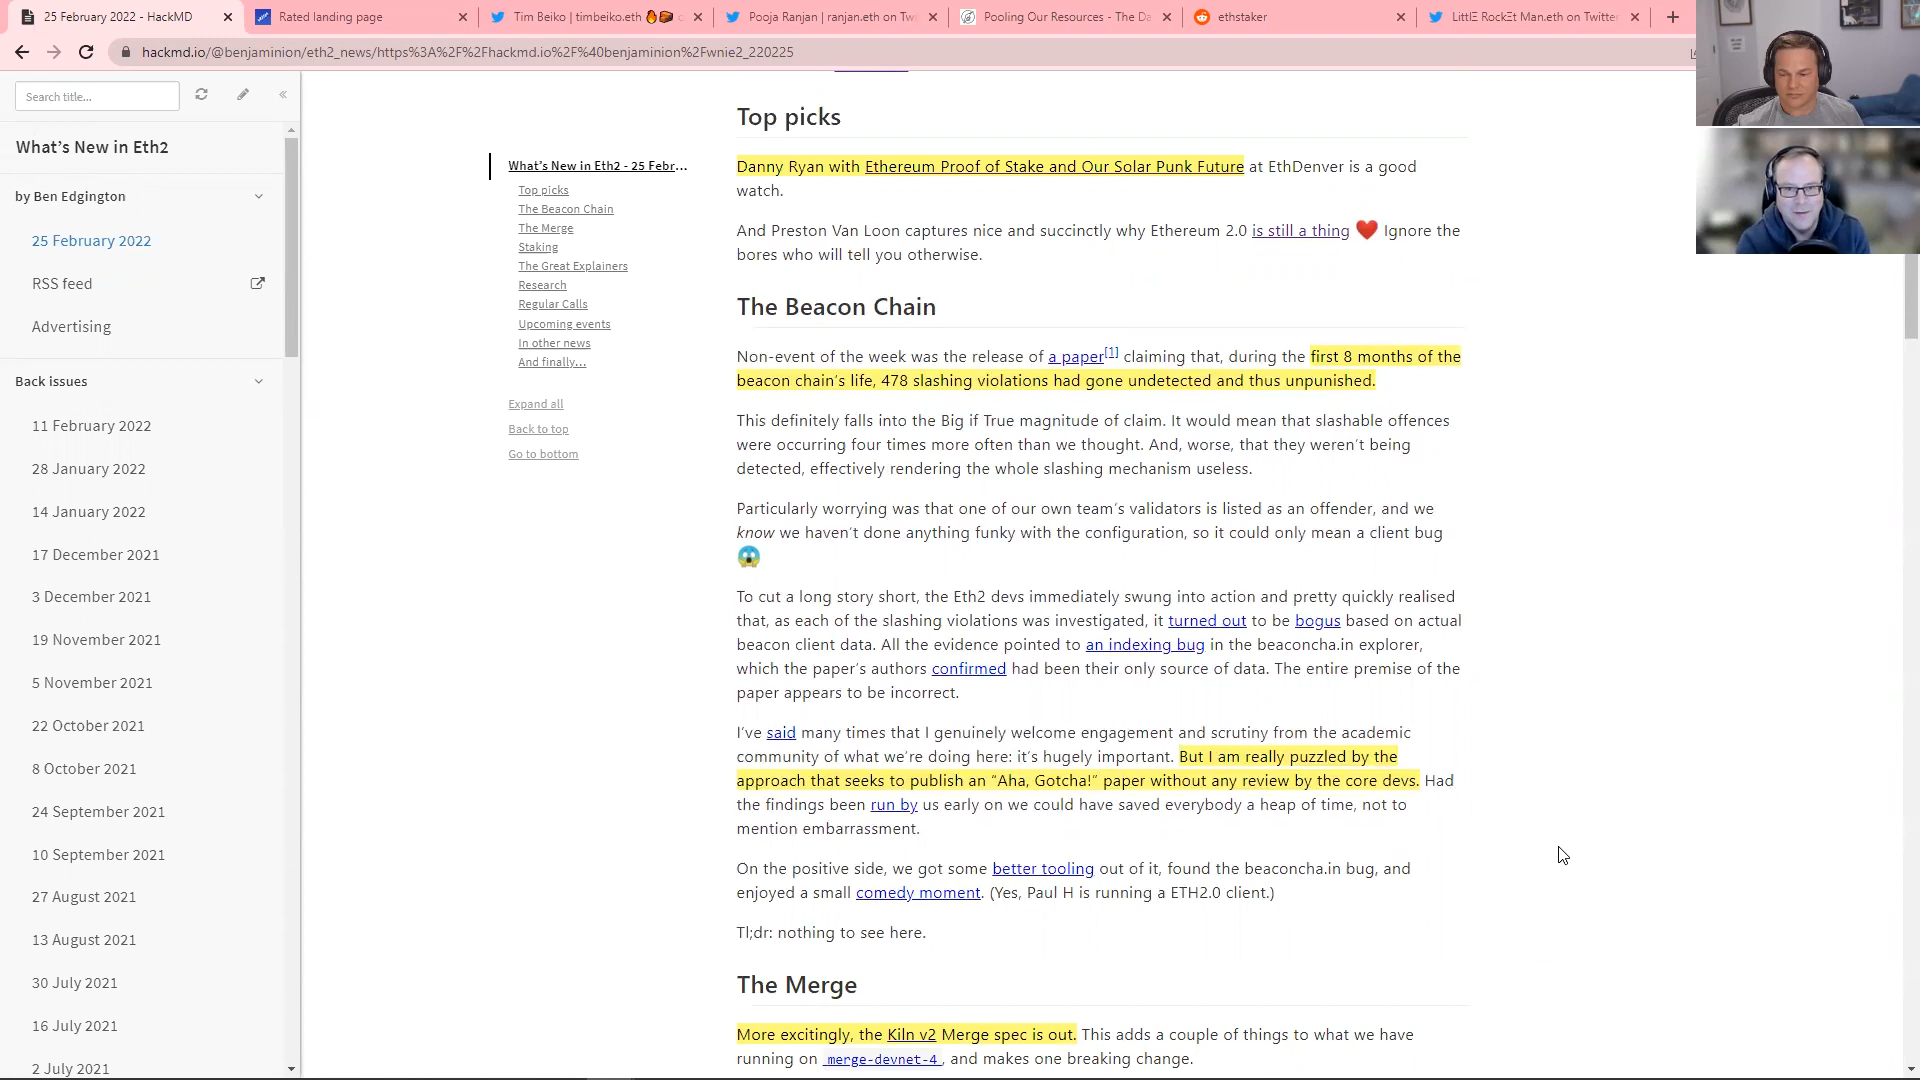 25 February 2022 - HackMD
Rated landing page
Tim Beiko | timbeiko.eth
Pooja Ranjan | ranjan.eth on Tw
Pooling Our Resources - The Da
ethstaker
LittlΞ RockΞt Man.eth on Twitter
hackmd.io/@benjaminion/eth2_news/https%3A%2F%2Fhackmd.io%2F%40benjaminion%2Fwnie2_220225
Search title...
What's New in Eth2
by Ben Edgington
25 February 2022
RSS feed
Advertising
Back issues
11 February 2022
28 January 2022
14 January 2022
17 December 2021
3 December 2021
19 November 2021
5 November 2021
22 October 2021
8 October 2021
24 September 2021
10 September 2021
27 August 2021
13 August 2021
30 July 2021
16 July 2021
2 July 2021
What's New in Eth2 - 25 Febr...
Top picks
The Beacon Chain
The Merge
Staking
The Great Explainers
Research
Regular Calls
Upcoming events
In other news
And finally...
Expand all
Back to top
Go to bottom
Top picks
Danny Ryan with Ethereum Proof of Stake and Our Solar Punk Future at EthDenver is a good
watch.
And Preston Van Loon captures nice and succinctly why Ethereum 2.0 is still a thing ❤️ Ignore the
bores who will tell you otherwise.
The Beacon Chain
Non-event of the week was the release of a paper[1] claiming that, during the first 8 months of the
beacon chain's life, 478 slashing violations had gone undetected and thus unpunished.
This definitely falls into the Big if True magnitude of claim. It would mean that slashable offences
were occurring four times more often than we thought. And, worse, that they weren't being
detected, effectively rendering the whole slashing mechanism useless.
Particularly worrying was that one of our own team's validators is listed as an offender, and we
know we haven't done anything funky with the configuration, so it could only mean a client bug
😱
To cut a long story short, the Eth2 devs immediately swung into action and pretty quickly realised
that, as each of the slashing violations was investigated, it turned out to be bogus based on actual
beacon client data. All the evidence pointed to an indexing bug in the beaconcha.in explorer,
which the paper's authors confirmed had been their only source of data. The entire premise of the
paper appears to be incorrect.
I've said many times that I genuinely welcome engagement and scrutiny from the academic
community of what we're doing here: it's hugely important. But I am really puzzled by the
approach that seeks to publish an "Aha, Gotcha!" paper without any review by the core devs. Had
the findings been run by us early on we could have saved everybody a heap of time, not to
mention embarrassment.
On the positive side, we got some better tooling out of it, found the beaconcha.in bug, and
enjoyed a small comedy moment. (Yes, Paul H is running a ETH2.0 client.)
Tl;dr: nothing to see here.
The Merge
More excitingly, the Kiln v2 Merge spec is out. This adds a couple of things to what we have
running on merge-devnet-4, and makes one breaking change.